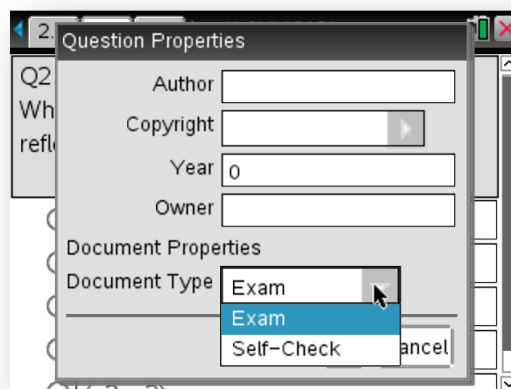 2.
Question Properties
Q2
Author
Wh
Copyright
refl
Year 0
Owner
Document Properties
Document Type Exam
Exam
Self-Check
ancel